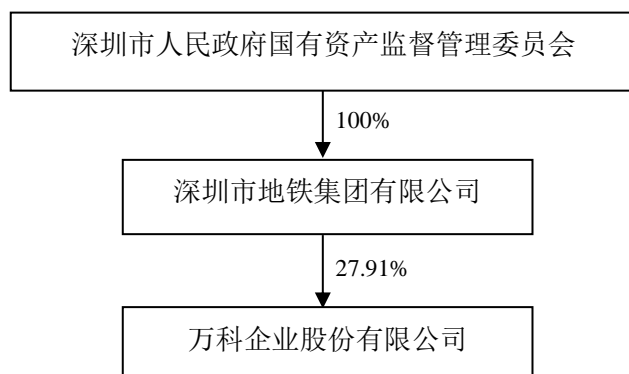 深圳市人民政府国有资产监督管理委员会
100%
深圳市地铁集团有限公司
27.91%
万科企业股份有限公司